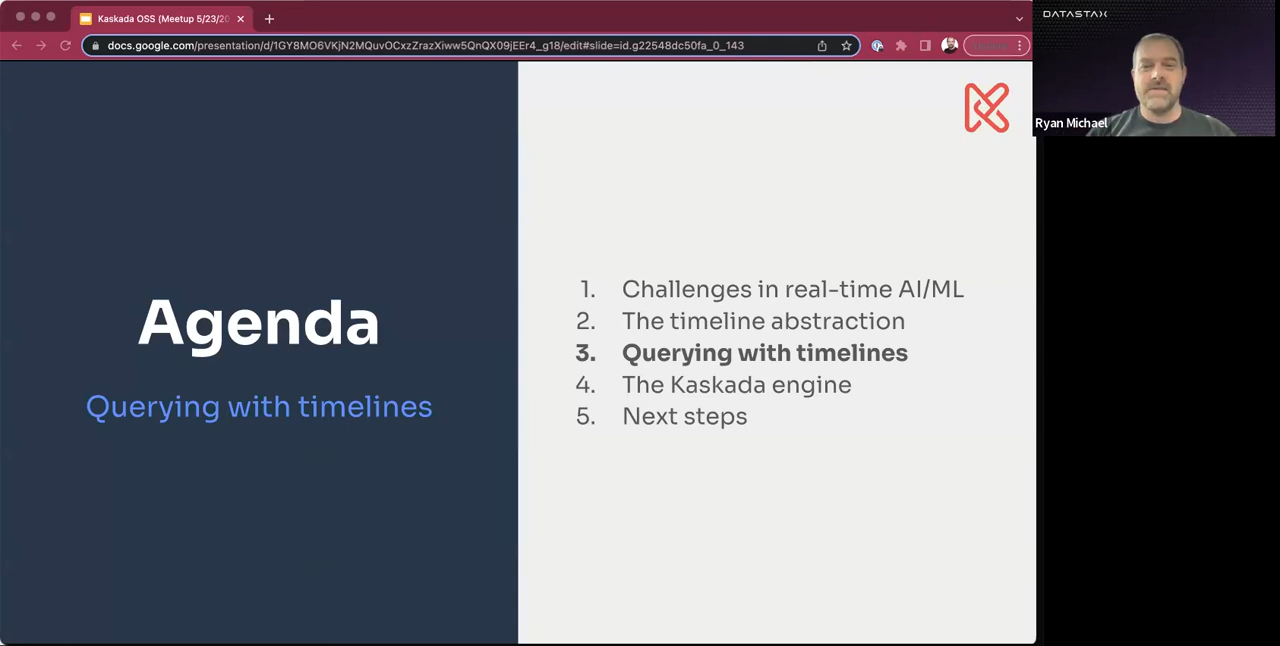 Kaskada OSS (Meetup 5/23/20
docs.google.com/presentation/d/1GY8MO6VKjN2MQuvOCxzZrazXiww5QnQX09jEEr4_g18/edit#slide=id.g22548dc50fa_0_143
DATASTAX
Ryan Michael
Agenda
Querying with timelines
1. Challenges in real-time AI/ML
2. The timeline abstraction
3. Querying with timelines
4. The Kaskada engine
5. Next steps